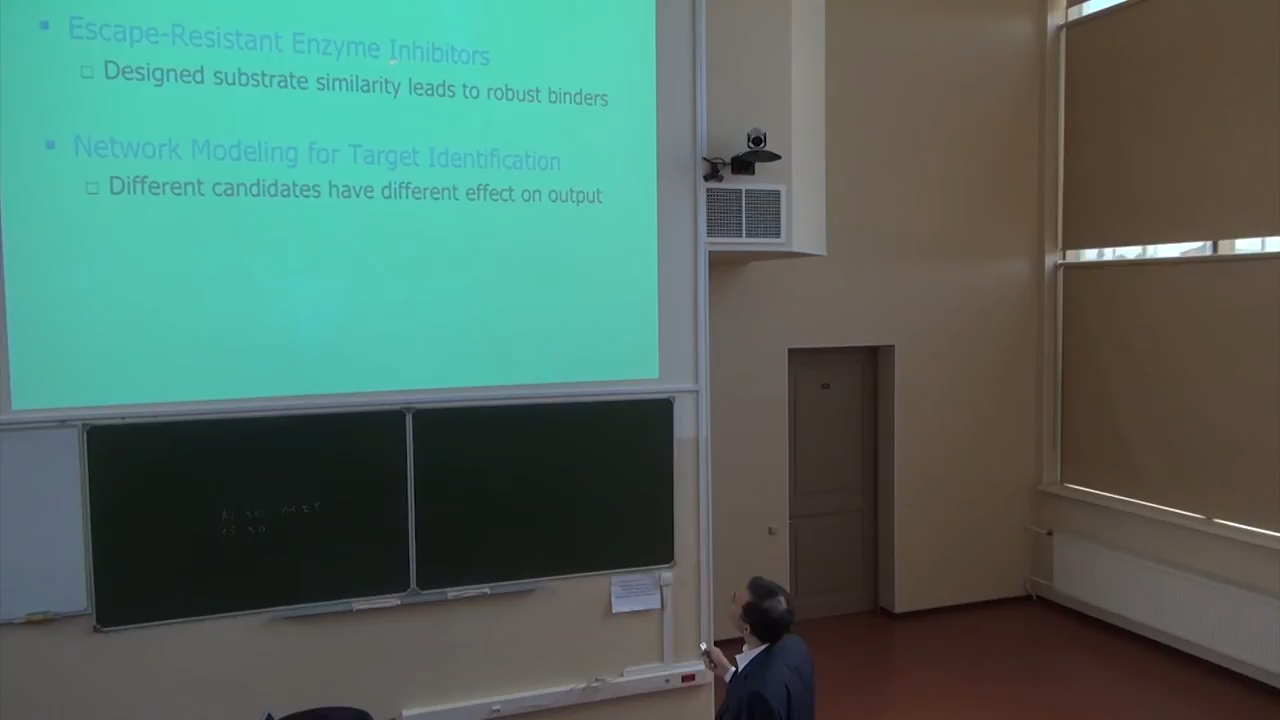 Escape-Resistant Enzyme Inhibitors
Designed substrate similarity leads to robust binders
Network Modeling for Target Identification
Different candidates have different effect on output